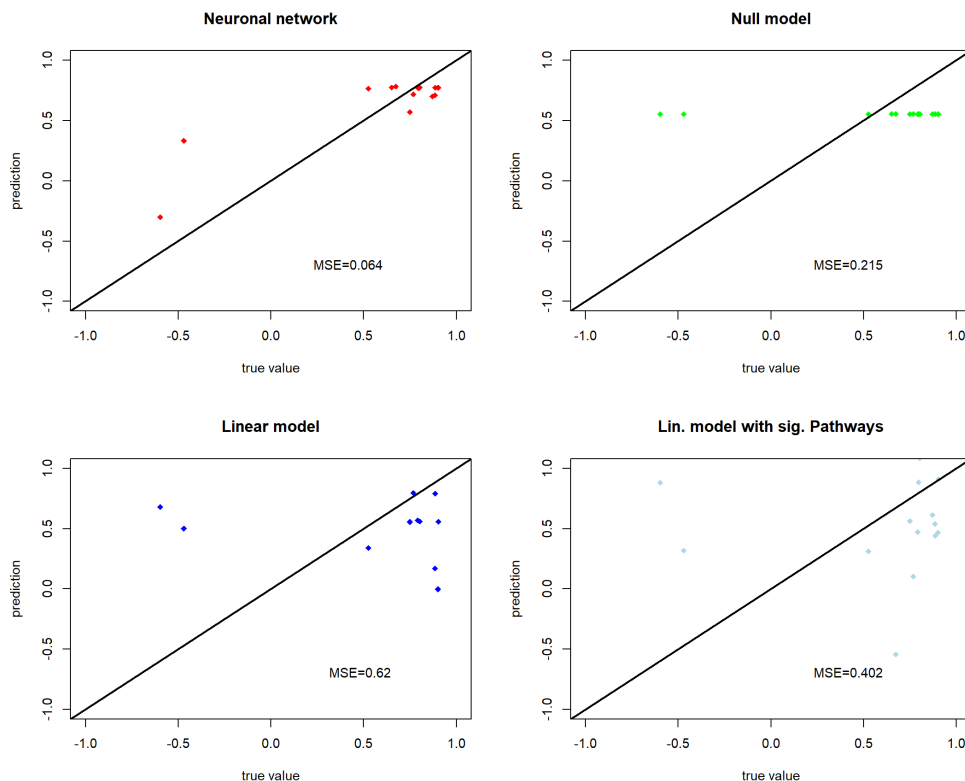 Neuronal network
1.0
0.5
0.0
-0.5
-1.0
prediction
MSE=0.064
-1.0 -0.5 0.0 0.5 1.0
true value
Null model
1.0
0.5
0.0
-0.5
-1.0
prediction
MSE=0.215
-1.0 -0.5 0.0 0.5 1.0
true value
Linear model
1.0
0.5
0.0
-0.5
-1.0
prediction
MSE=0.62
-1.0 -0.5 0.0 0.5 1.0
true value
Lin. model with sig. Pathways
1.0
0.5
0.0
-0.5
-1.0
prediction
MSE=0.402
-1.0 -0.5 0.0 0.5 1.0
true value